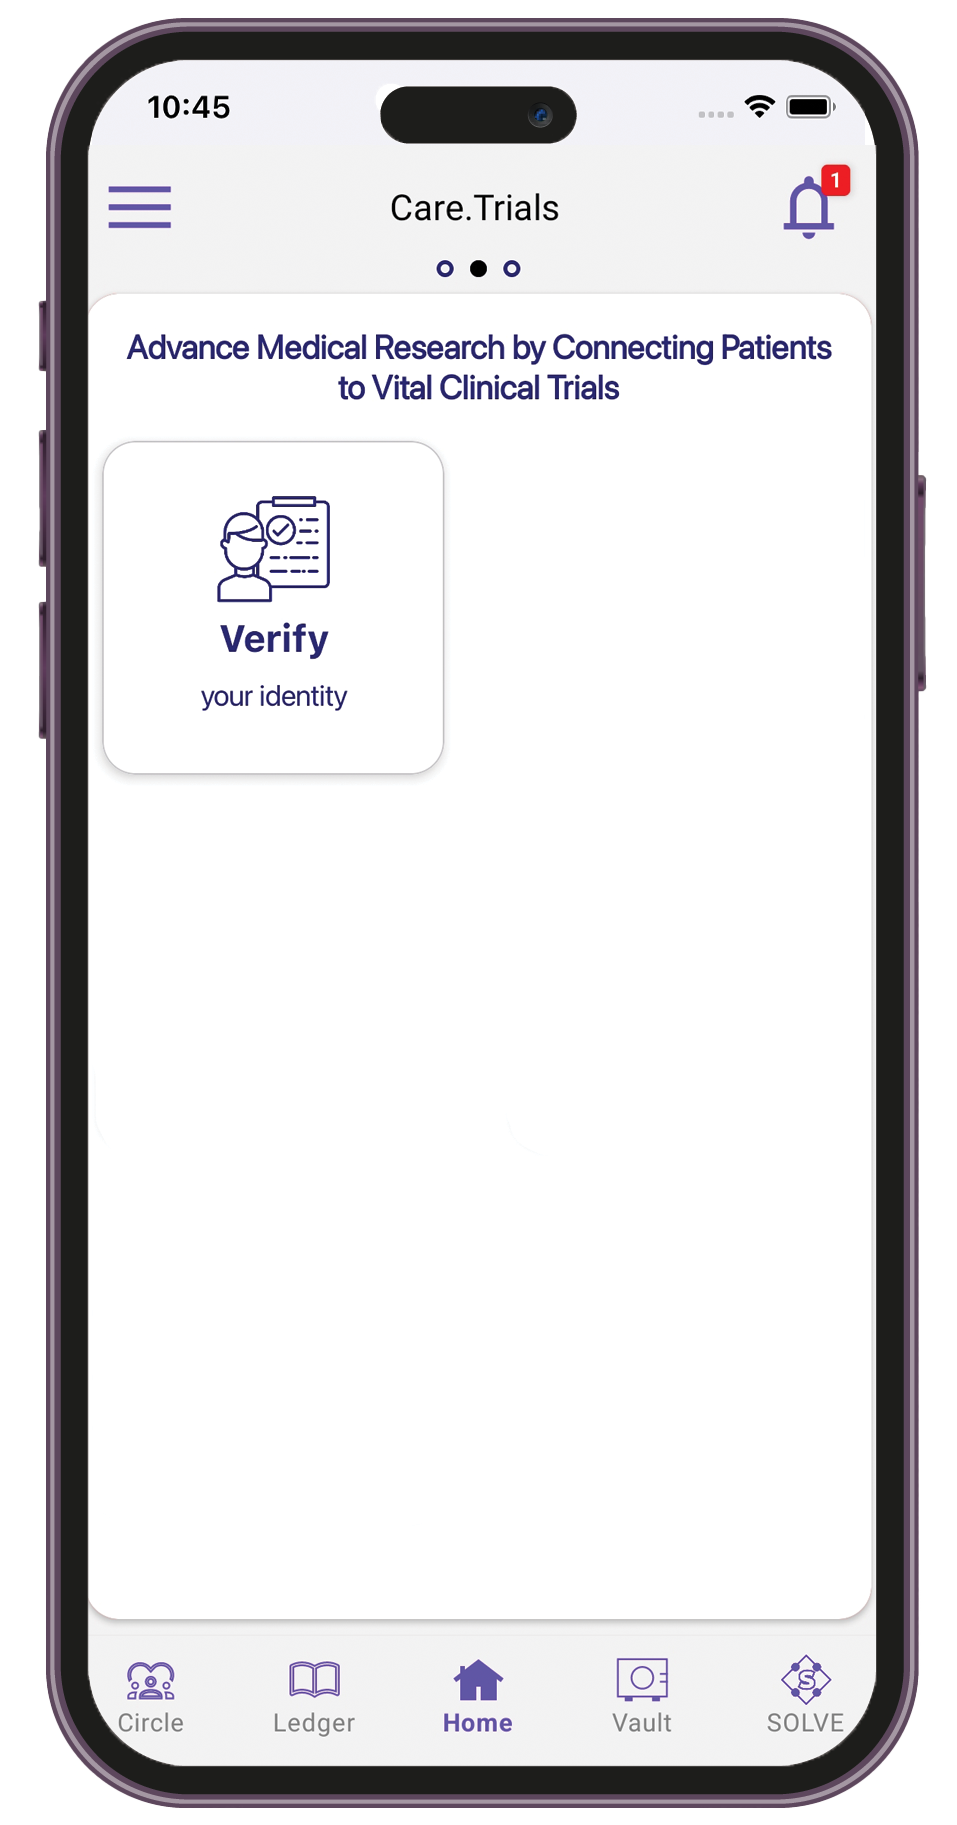 10:45
Care.Trials
1
Advance Medical Research by Connecting Patients
to Vital Clinical Trials
Verify
your identity
Circle
Ledger
Home
Vault
S
SOLVE